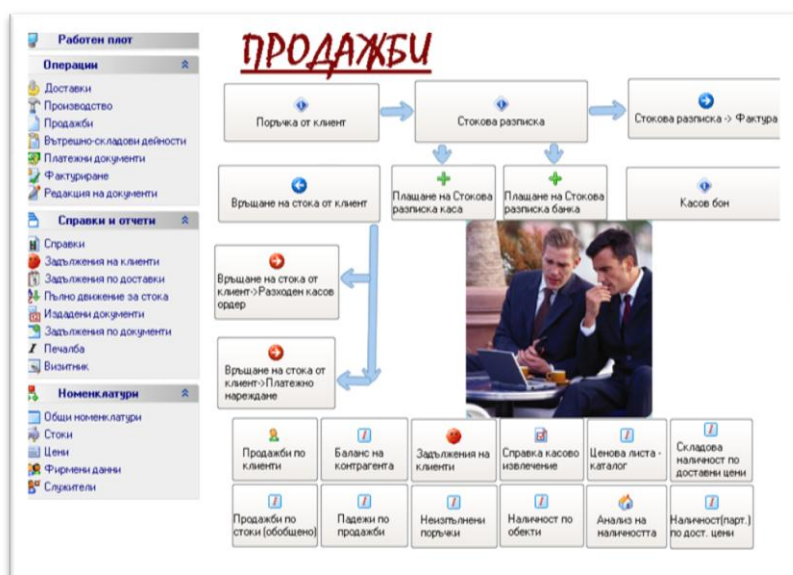 Работен плот
Операции
Доставки
Производство
Продажби
Вътрешно-складови дейности
Платежни документи
Фактуриране
Редакция на документи
Справки и отчети
Справки
Задължения на клиенти
Задължения по доставки
Пълно движение за стока
Издадени документи
Задължения по документи
Печалба
Визитник
Номенклатури
Общи номенклатури
Стоки
Цени
Фирмени данни
Служители
ПРОДАЖБИ
Поръчка от клиент
Стокова разписка
Стокова разписка -> Фактура
Връщане на стока от клиент
Плащане на Стокова
разписка каса
Плащане на Стокова
разписка банка
Касов бон
Връщане на стока от
клиент->Разходен касов
ордер
Връщане на стока от
клиент->Платежно
нареждане
Продажби по
клиенти
Баланс на
контрагента
Задължения на
клиенти
Справка касово
извлечение
Ценова листа -
каталог
Складова
наличност по
доставни цени
Продажби по
стоки (обобщено)
Падежи по
продажби
Неизпълнени
поръчки
Наличност по
обекти
Анализ на
наличността
Наличност(парт.)
по дост. цени